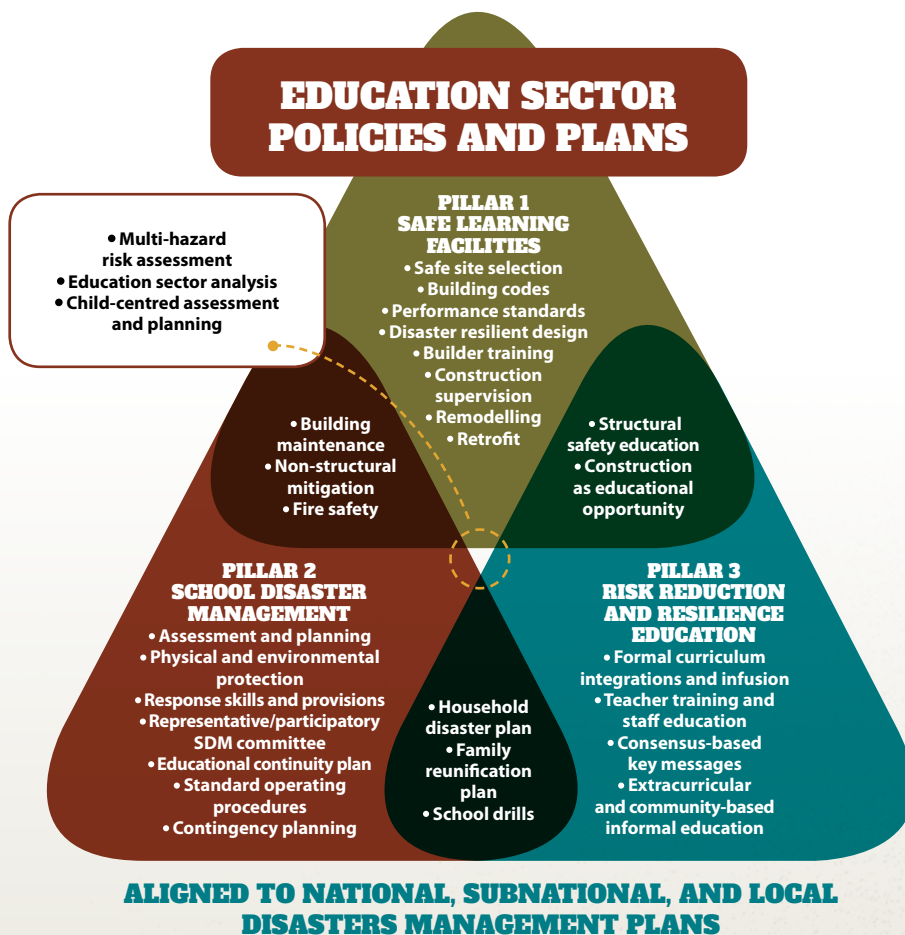 EDUCATION SECTOR
POLICIES AND PLANS
• Multi-hazard
risk assessment
• Education sector analysis
• Child-centred assessment
and planning
PILLAR 1
SAFE LEARNING
FACILITIES
• Safe site selection
• Building codes
• Performance standards
• Disaster resilient design
• Builder training
• Construction
supervision
• Remodelling
• Retrofit
• Building
maintenance
• Non-structural
mitigation
• Fire safety
• Structural
safety education
• Construction
as educational
opportunity
PILLAR 2
SCHOOL DISASTER
MANAGEMENT
• Assessment and planning
• Physical and environmental
protection
• Response skills and provisions
• Representative/participatory
SDM committee
• Educational continuity plan
• Standard operating
procedures
• Contingency planning
• Household
disaster plan
• Family
reunification
plan
• School drills
PILLAR 3
RISK REDUCTION
AND RESILIENCE
EDUCATION
• Formal curriculum
integrations and infusion
• Teacher training and
staff education
• Consensus-based
key messages
• Extracurricular
and community-based
informal education
ALIGNED TO NATIONAL, SUBNATIONAL, AND LOCAL
DISASTERS MANAGEMENT PLANS